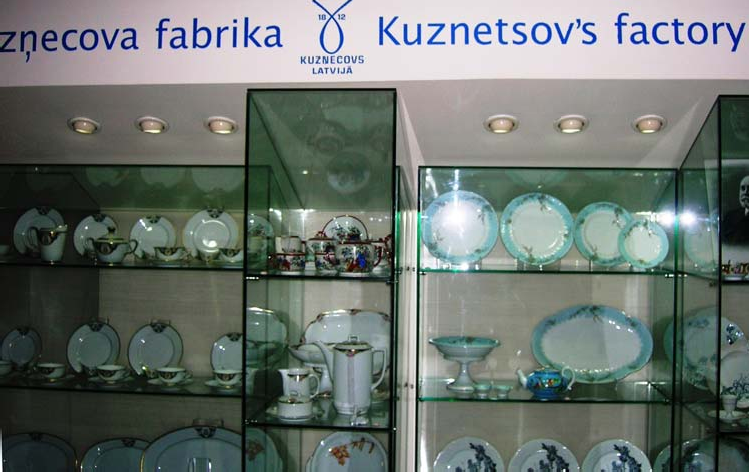 zņecova fabrika
18 12
KUZNECOVS
LATVIJĀ
Kuznetsov's factory